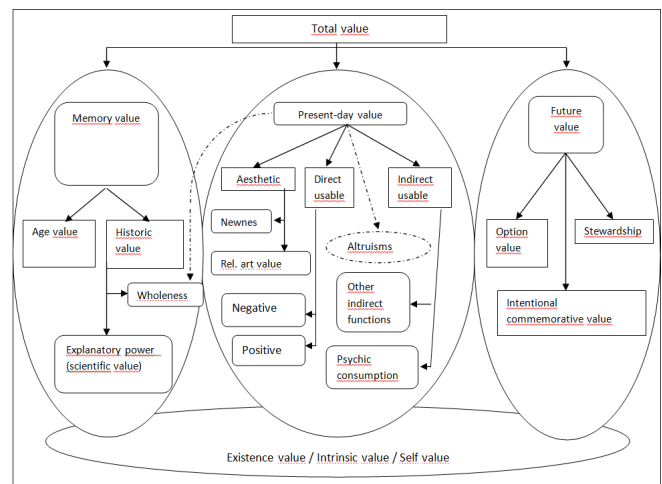 Total value
Memory value
Age value
Historic
value
Wholeness
Explanatory power
(scientific value)
Present-day value
Aesthetic
Direct
usable
Indirect
usable
Newnes
Rel. art value
Altruisms
Negative
Positive
Other
indirect
functions
Psychic
consumption
Future
value
Option
value
Stewardship
Intentional
commemorative value
Existence value / Intrinsic value / Self value